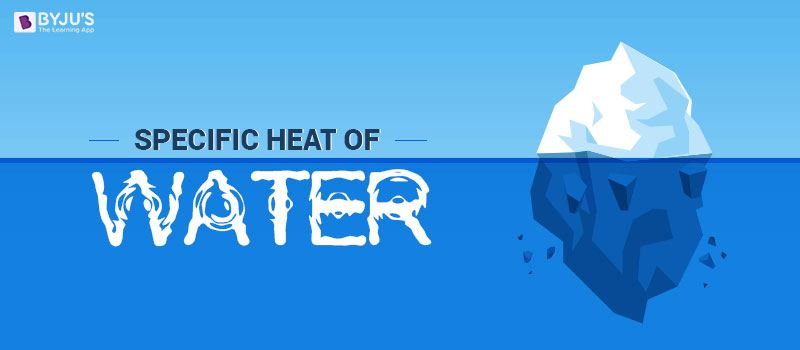 BYJU'S
The Learning App
SPECIFIC HEAT OF
WATER